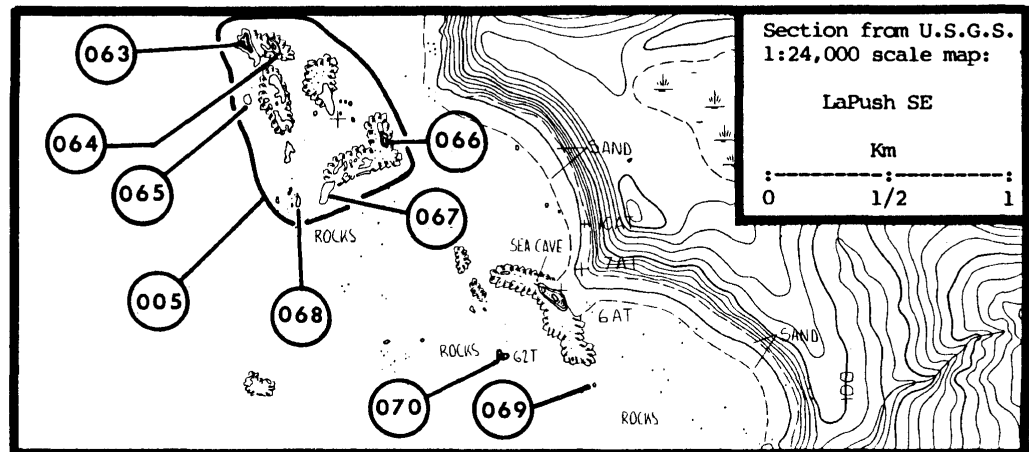 Section from U.S.G.S.
1:24,000 scale map:
LaPush SE
Km
0 1/2 1
063
064
065
066
067
068
005
ROCKS
SAND
10AT
7AT
SEA CAVE
6AT
SAND
ROCKS
62T
070
069
ROCKS
100